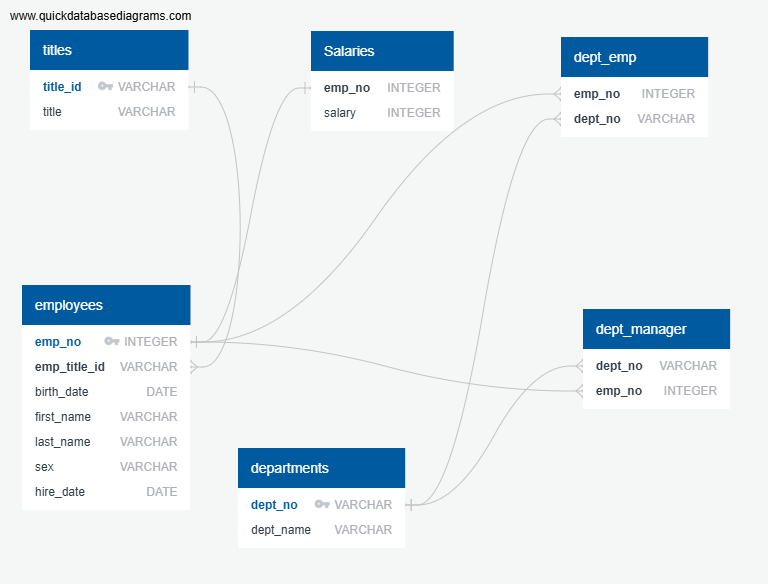 www.quickdatabasediagrams.com
titles
title_id VARCHAR
title VARCHAR
Salaries
emp_no INTEGER
salary INTEGER
dept_emp
emp_no INTEGER
dept_no VARCHAR
employees
emp_no INTEGER
emp_title_id VARCHAR
birth_date DATE
first_name VARCHAR
last_name VARCHAR
sex VARCHAR
hire_date DATE
dept_manager
dept_no VARCHAR
emp_no INTEGER
departments
dept_no VARCHAR
dept_name VARCHAR